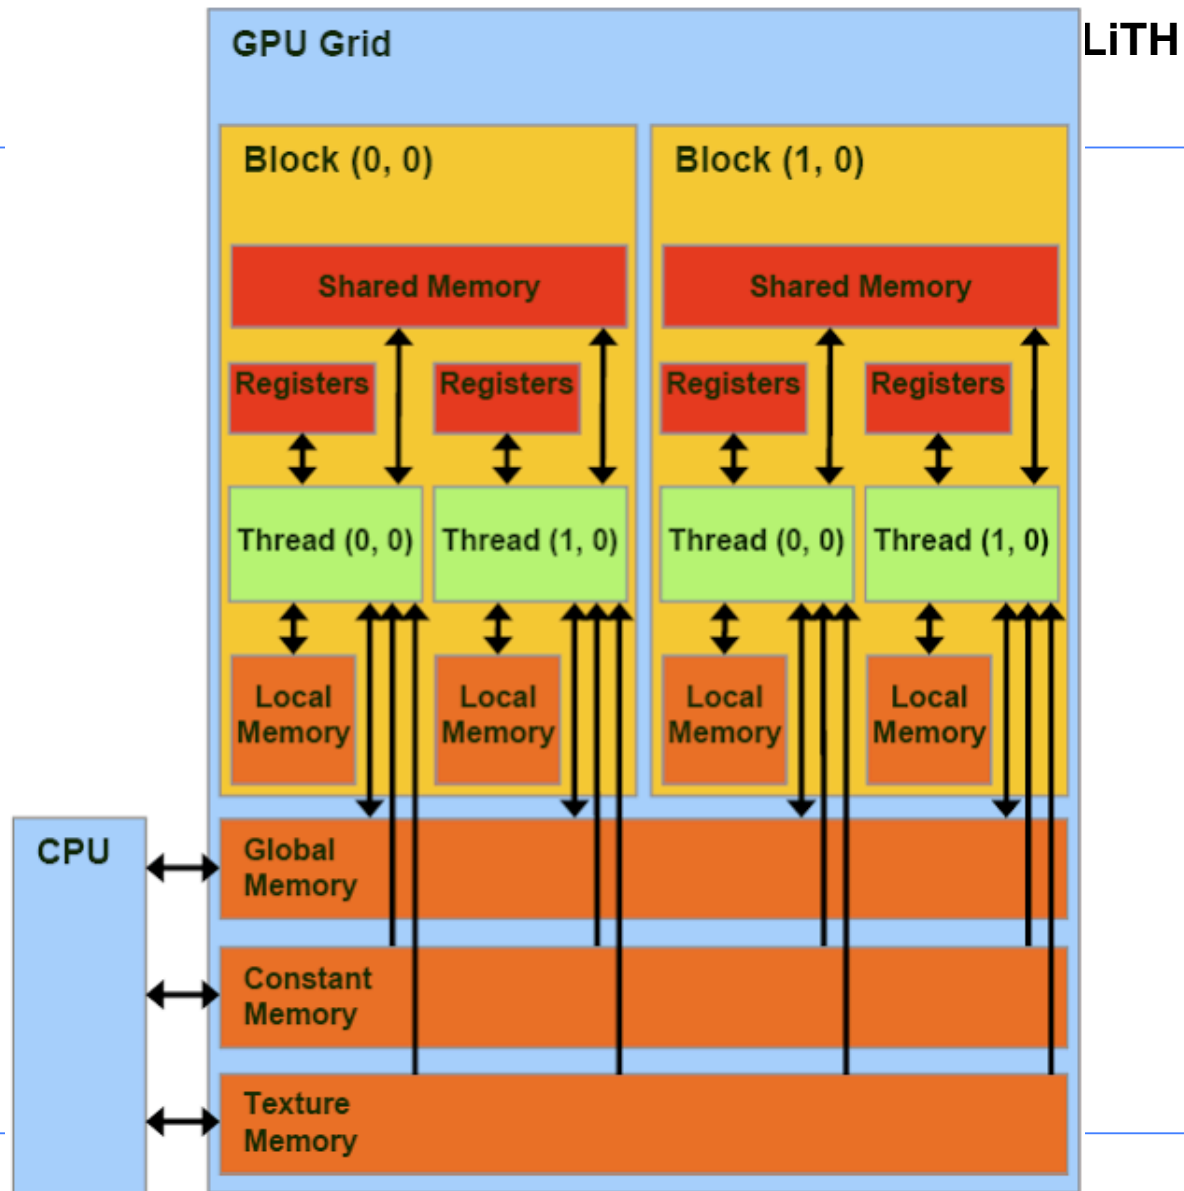 GPU Grid
LiTH
Block (0, 0)
Block (1, 0)
Shared Memory
Shared Memory
Registers
Registers
Registers
Registers
Thread (0, 0)
Thread (1, 0)
Thread (0, 0)
Thread (1, 0)
Local
Memory
Local
Memory
Local
Memory
Local
Memory
CPU
Global
Memory
Constant
Memory
Texture
Memory